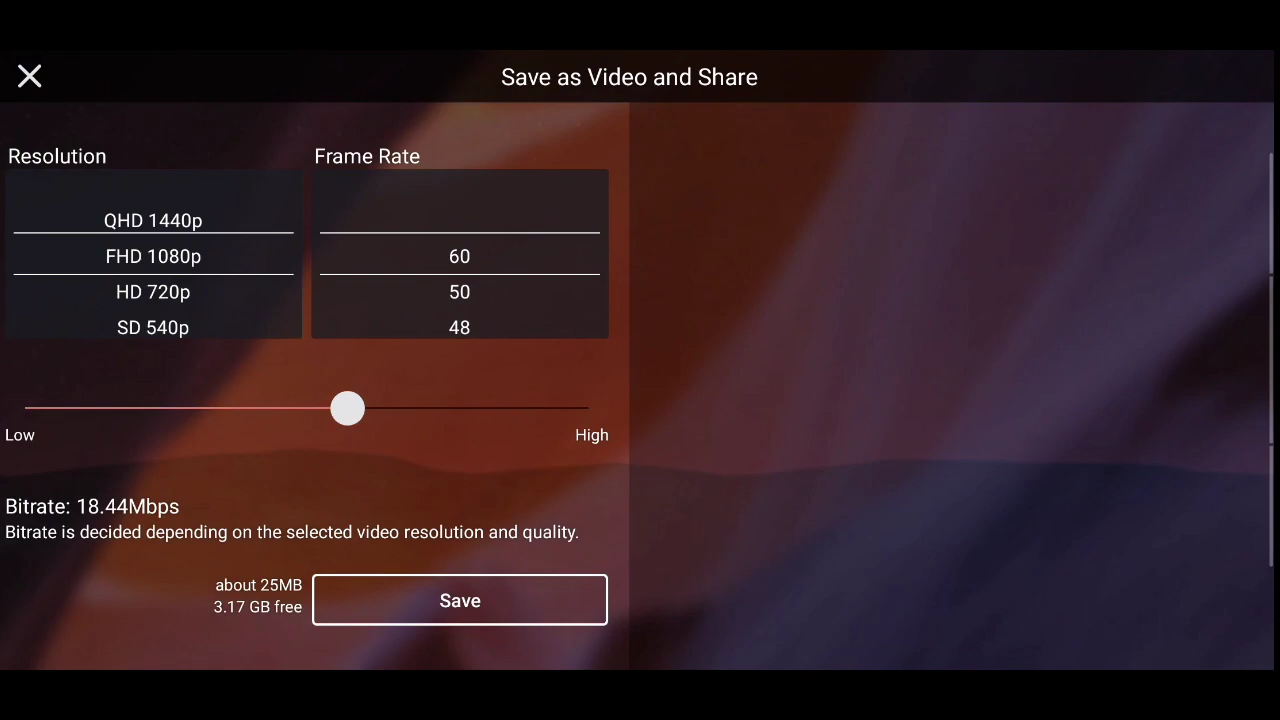 Save as Video and Share
Resolution
Frame Rate
QHD 1440p
FHD 1080p
HD 720p
SD 540p
60
50
48
Low
High
Bitrate: 18.44Mbps
Bitrate is decided depending on the selected video resolution and quality.
about 25MB
3.17 GB free
Save